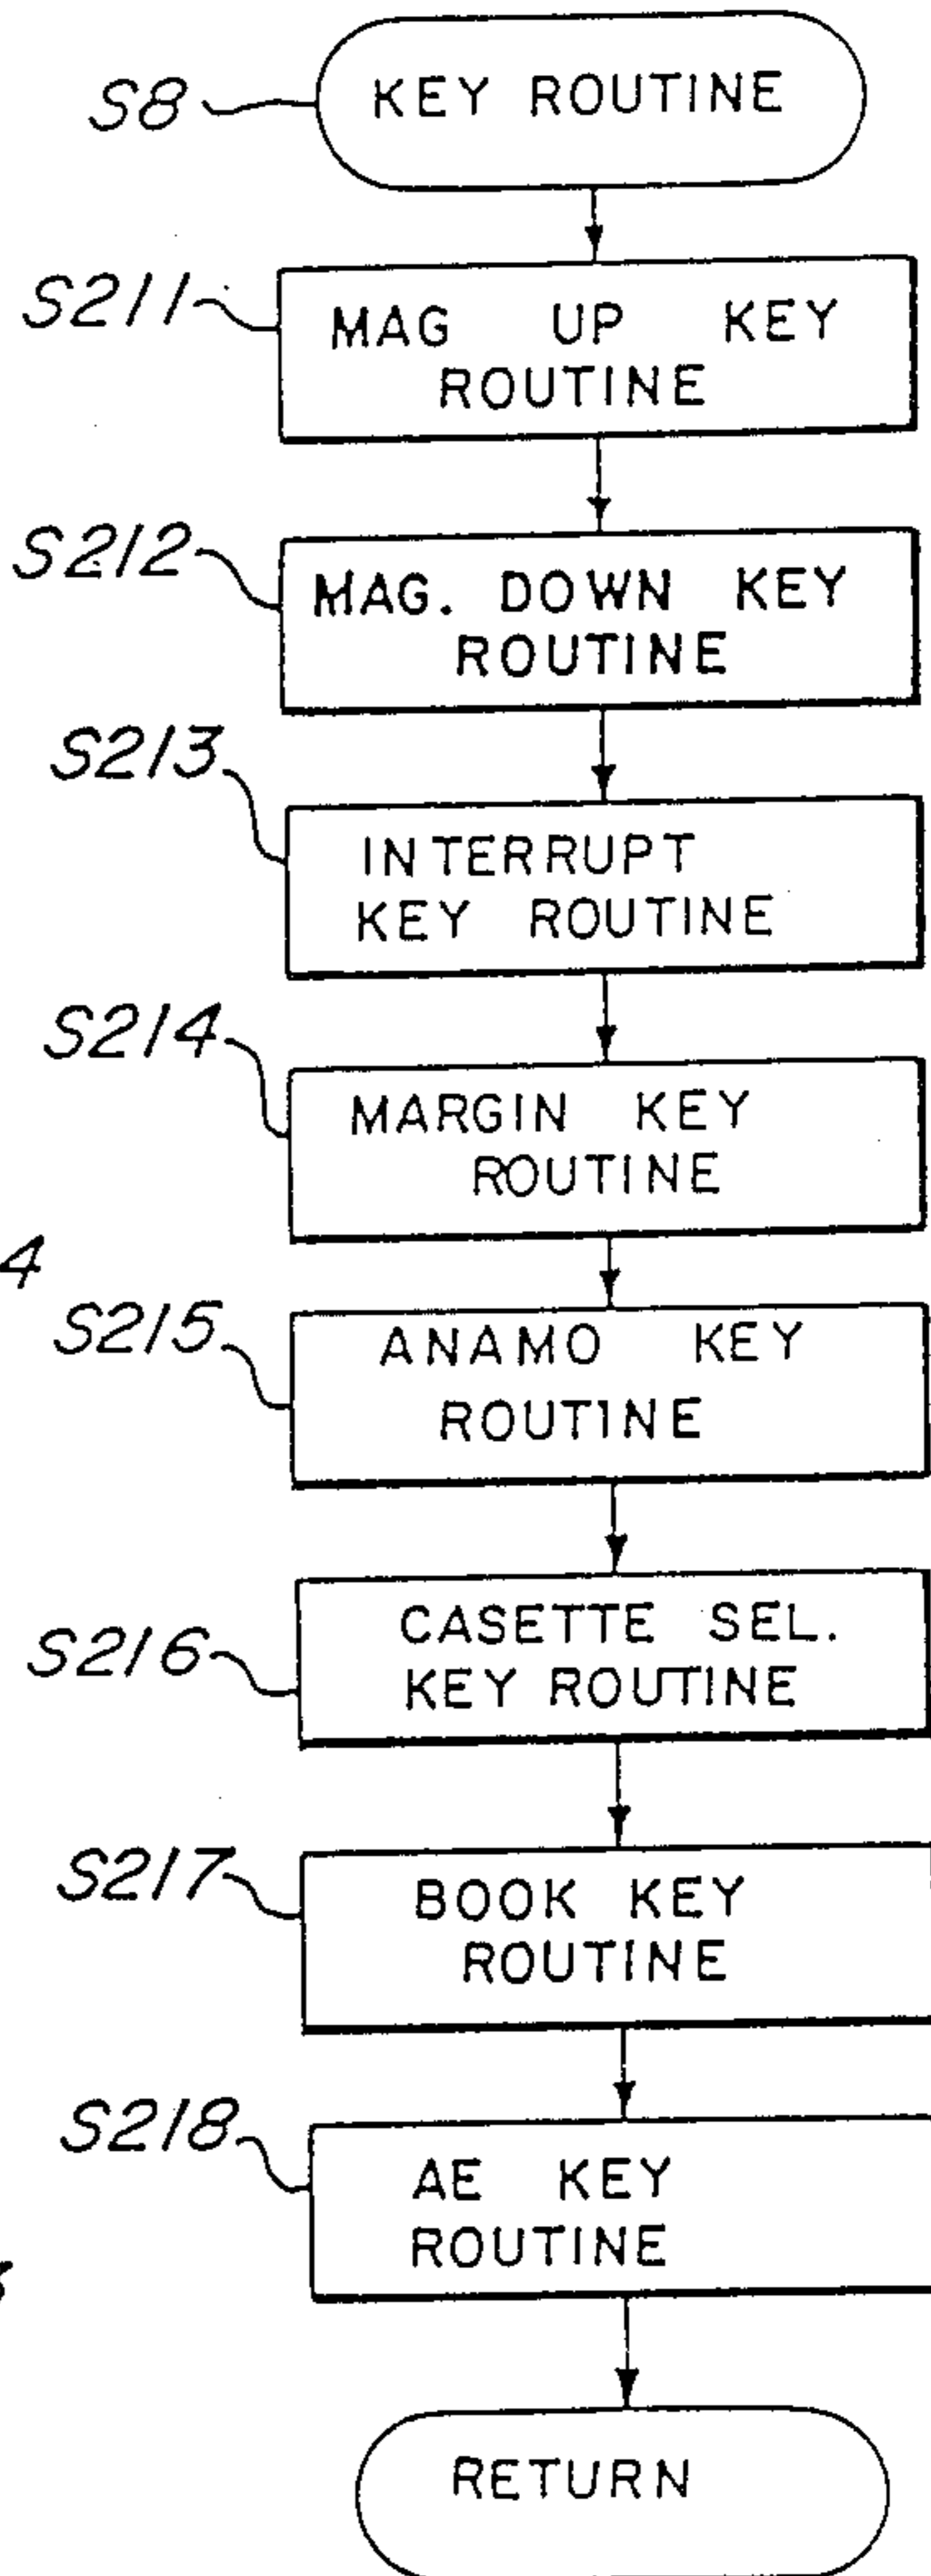 S8
KEY ROUTINE
S211
MAG UP KEY
ROUTINE
S212
MAG. DOWN KEY
ROUTINE
S213
INTERRUPT
KEY ROUTINE
S214
MARGIN KEY
ROUTINE
4
S215
ANAMO KEY
ROUTINE
S216
CASETTE SEL.
KEY ROUTINE
S217
BOOK KEY
ROUTINE
S218
AE KEY
ROUTINE
RETURN